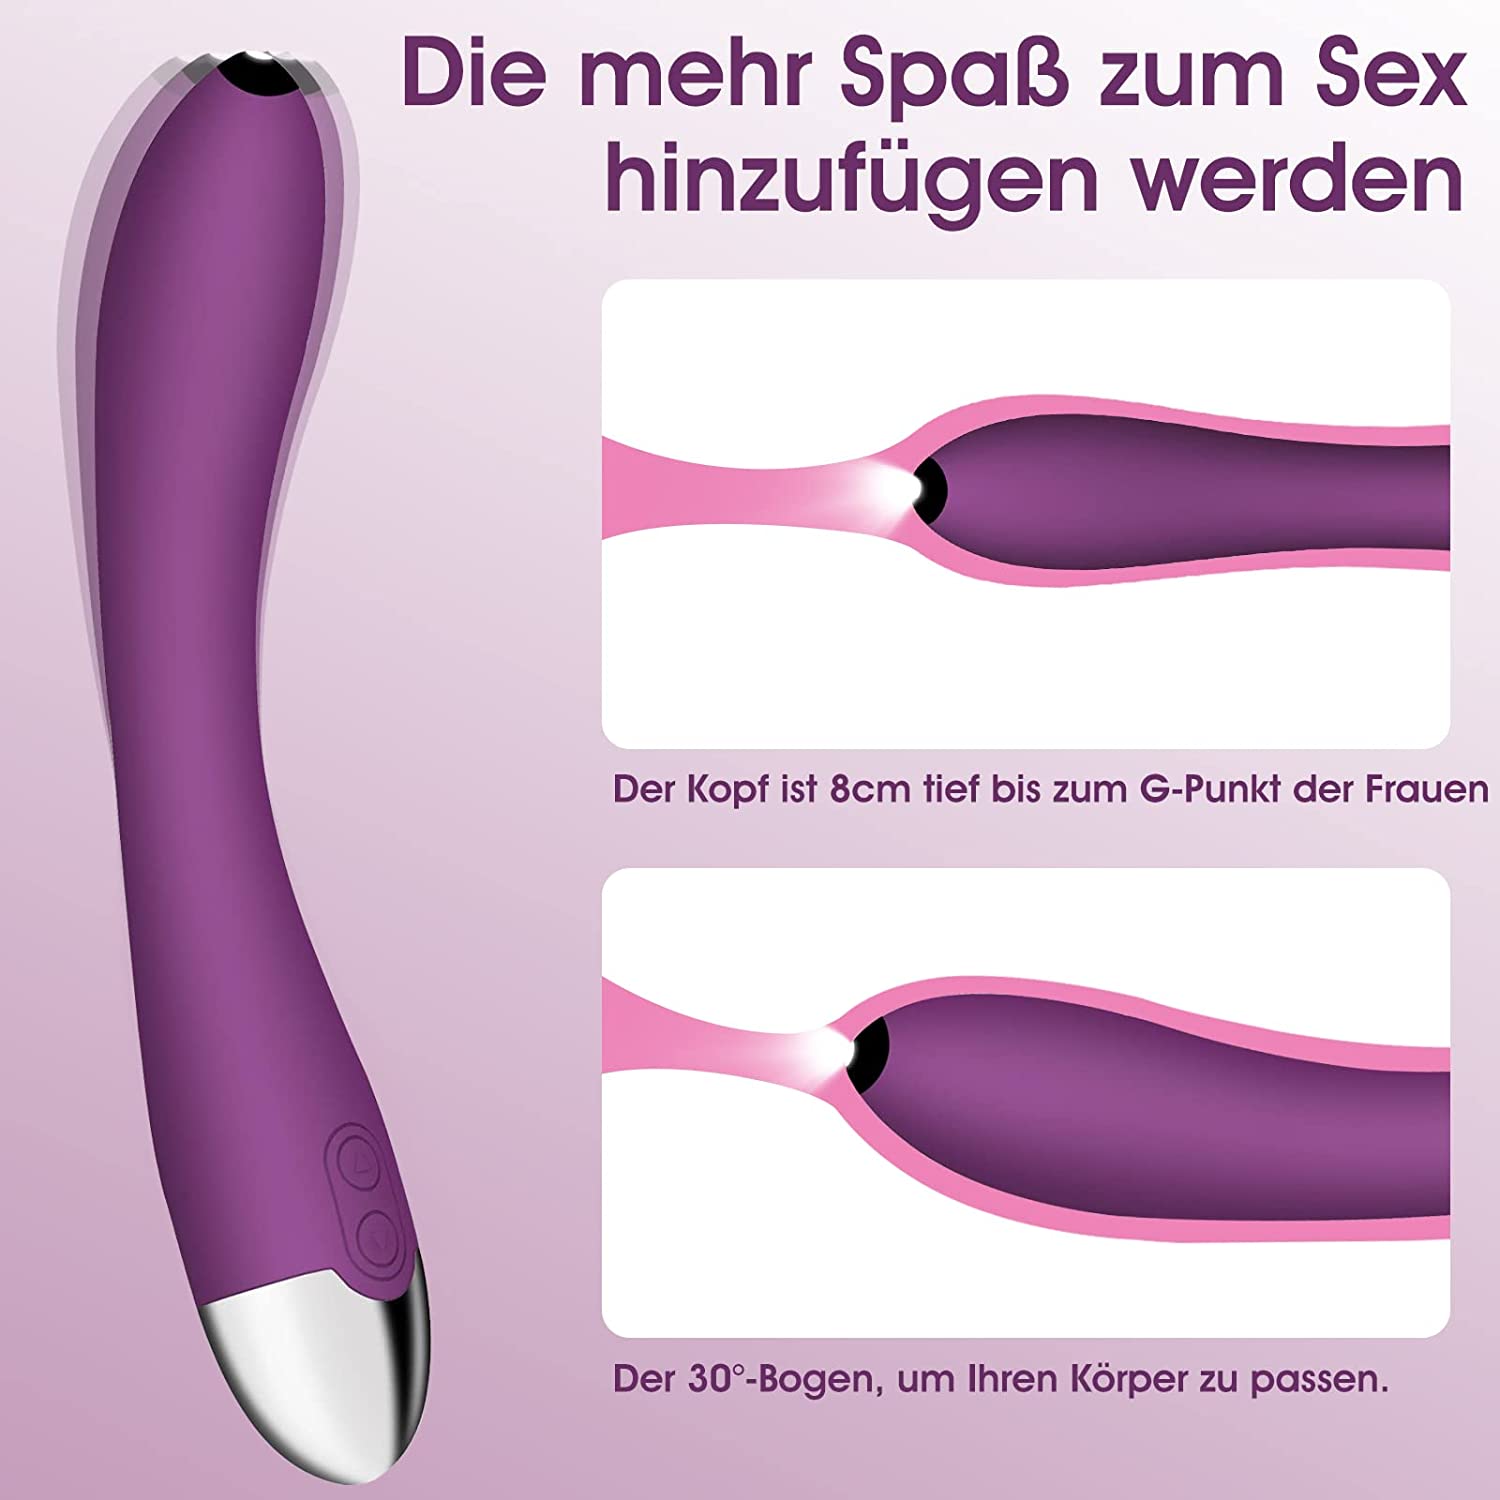 Die mehr Spaß zum Sex
hinzufügen werden
Der Kopf ist 8cm tief bis zum G-Punkt der Frauen
Der 30°-Bogen, um Ihren Körper zu passen.